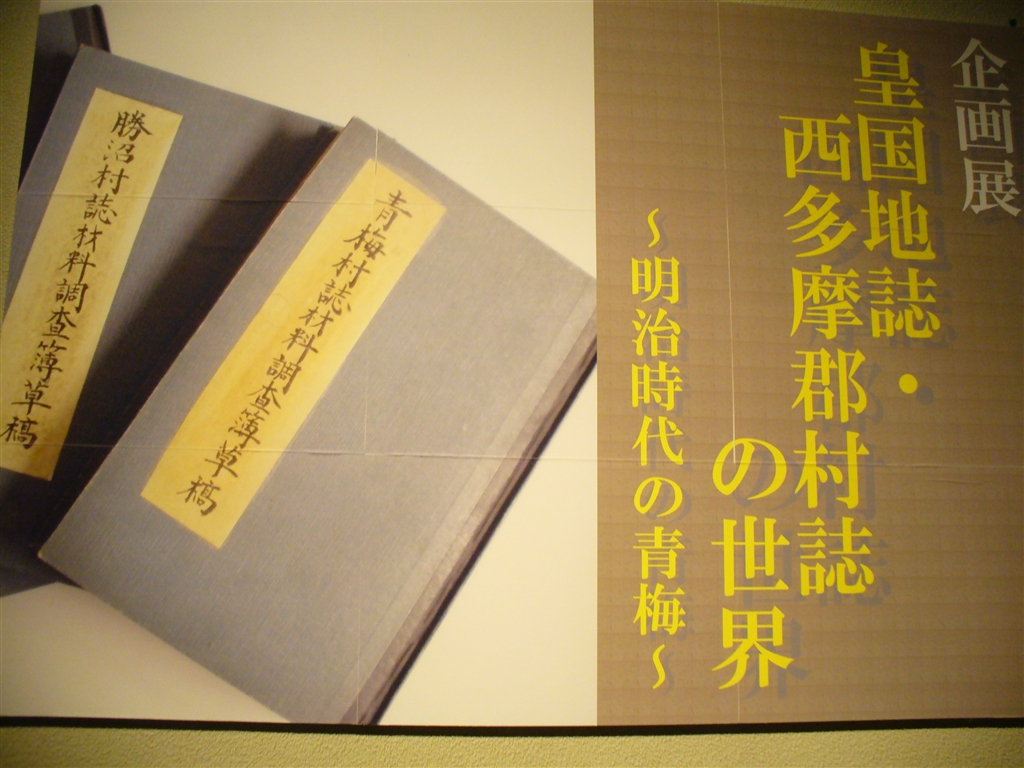 企画展
皇国地誌・
西多摩郡村誌
の世界
～明治時代の青梅～
青梅村誌材料調査簿草稿
勝沼村誌材料調査簿草稿